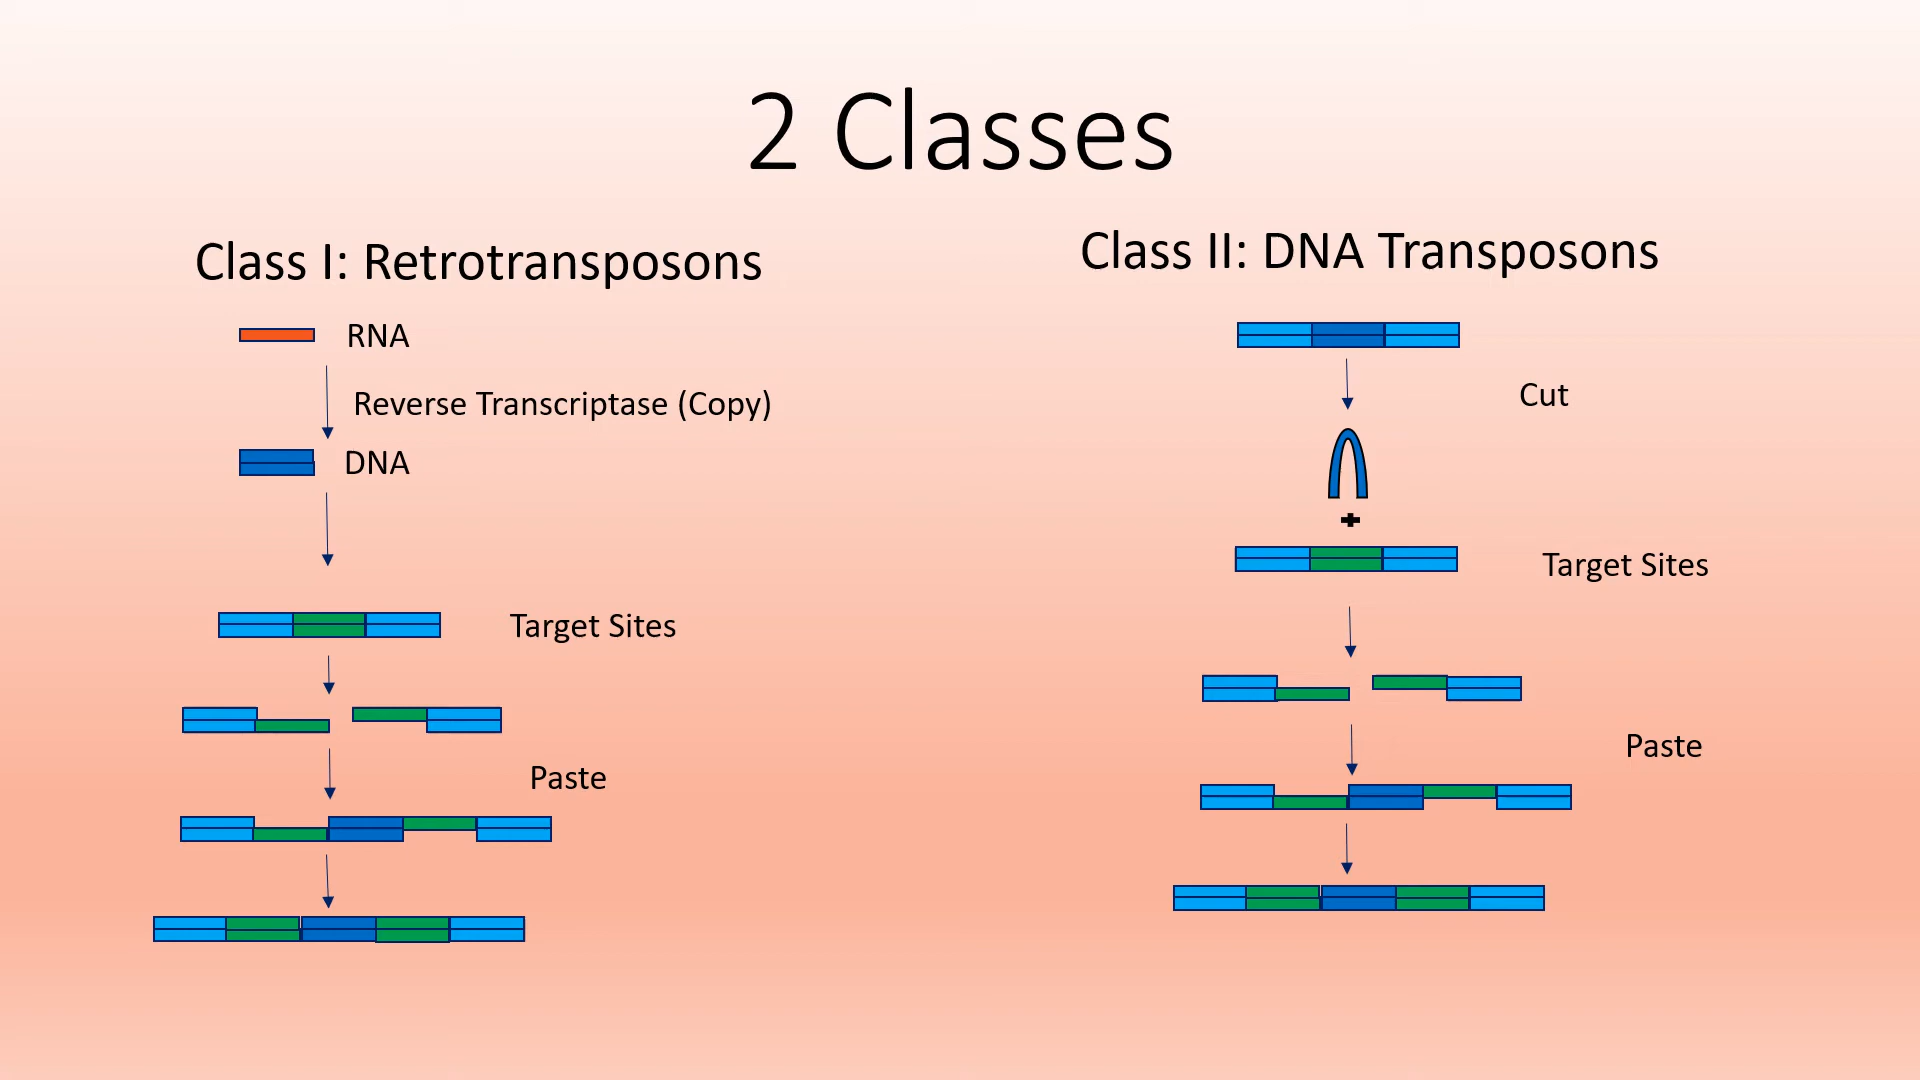 2 Classes
Class I: Retrotransposons
RNA
Reverse Transcriptase (Copy)
DNA
Target Sites
Paste
Class II: DNA Transposons
Cut
Target Sites
Paste